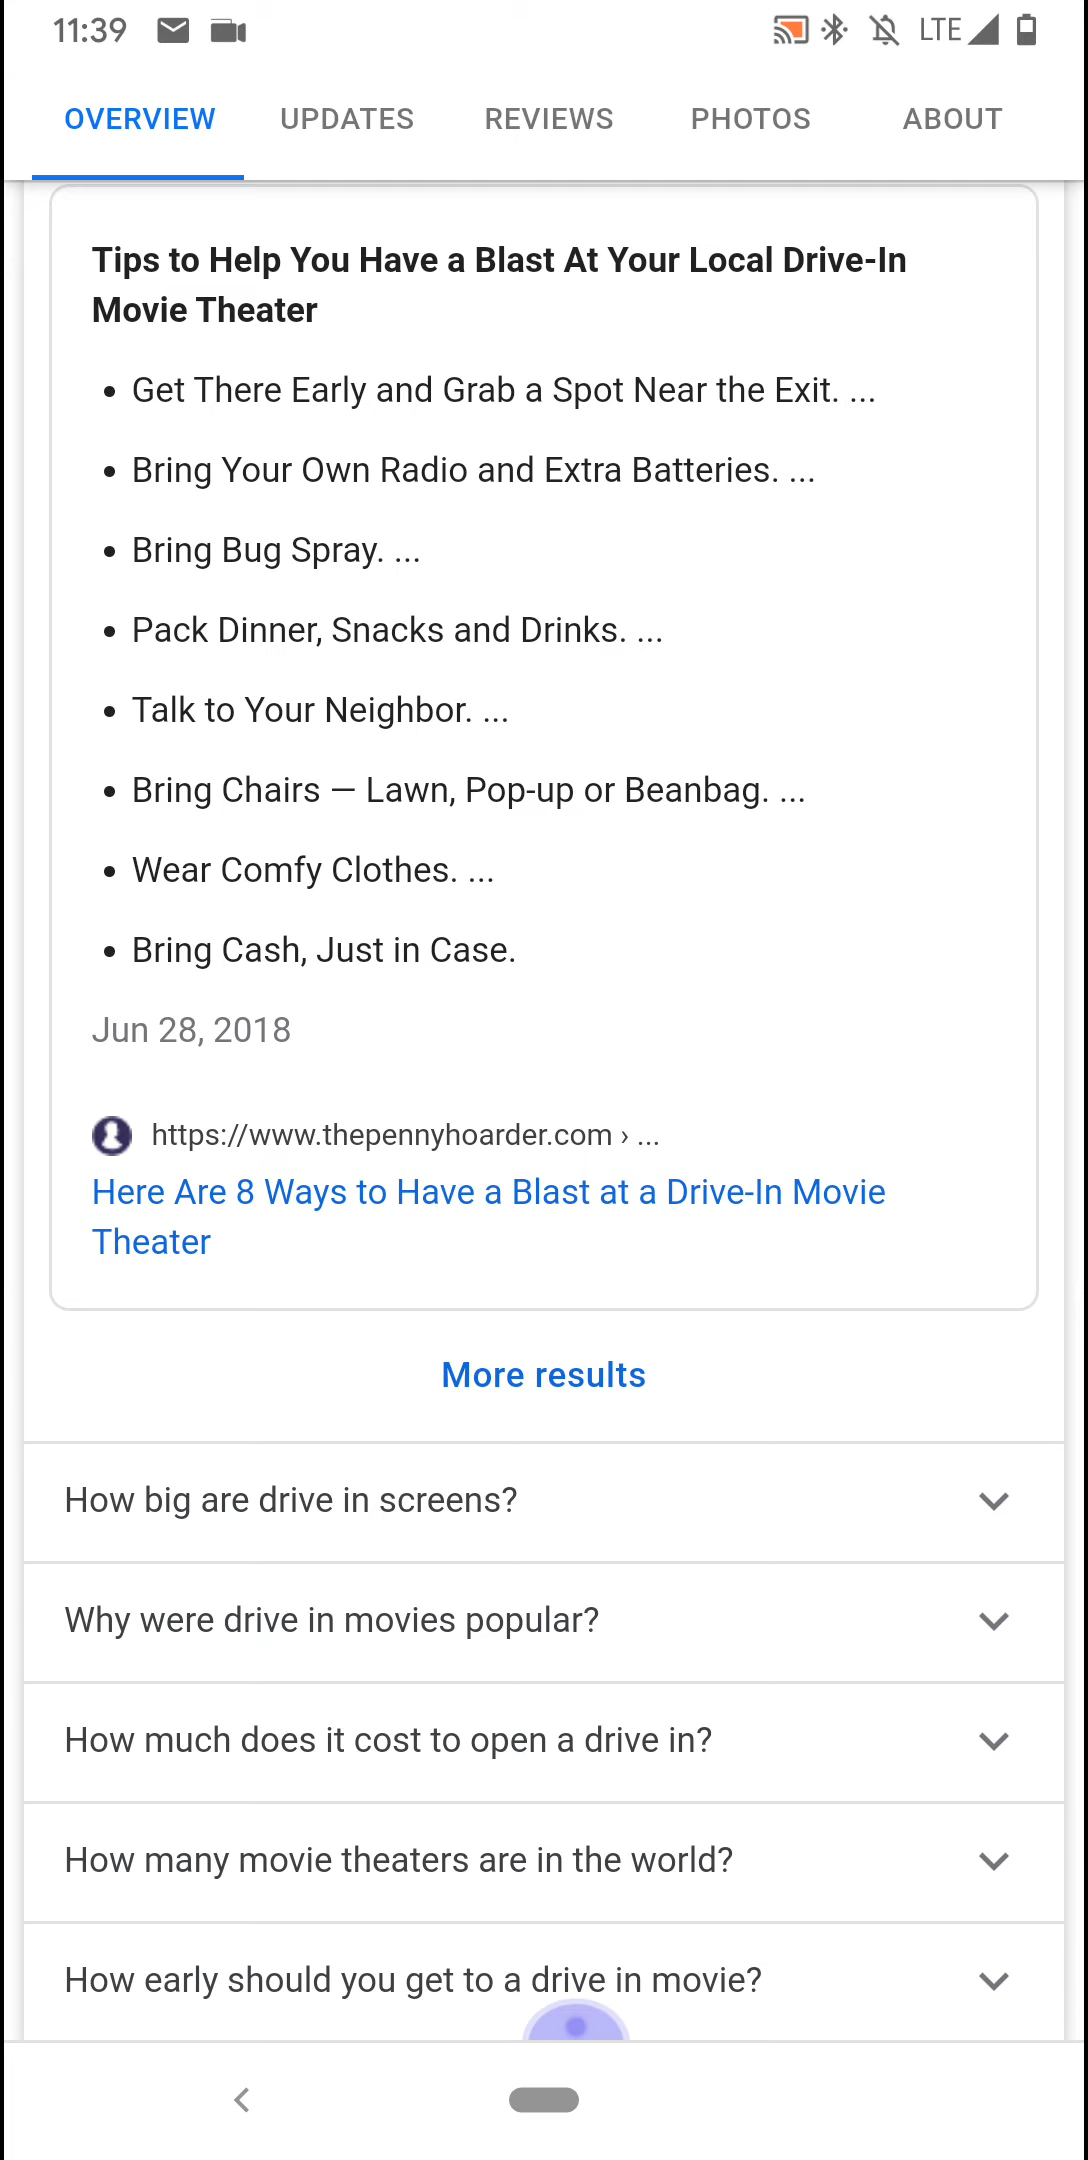 11:39
LTE
OVERVIEW
UPDATES
REVIEWS
PHOTOS
ABOUT
Tips to Help You Have a Blast At Your Local Drive-In
Movie Theater
• Get There Early and Grab a Spot Near the Exit. ...
• Bring Your Own Radio and Extra Batteries. ...
• Bring Bug Spray. ...
• Pack Dinner, Snacks and Drinks. ...
• Talk to Your Neighbor. ...
• Bring Chairs — Lawn, Pop-up or Beanbag. ...
• Wear Comfy Clothes. ...
• Bring Cash, Just in Case.
Jun 28, 2018
https://www.thepennyhoarder.com › ...
Here Are 8 Ways to Have a Blast at a Drive-In Movie
Theater
More results
How big are drive in screens?
Why were drive in movies popular?
How much does it cost to open a drive in?
How many movie theaters are in the world?
How early should you get to a drive in movie?